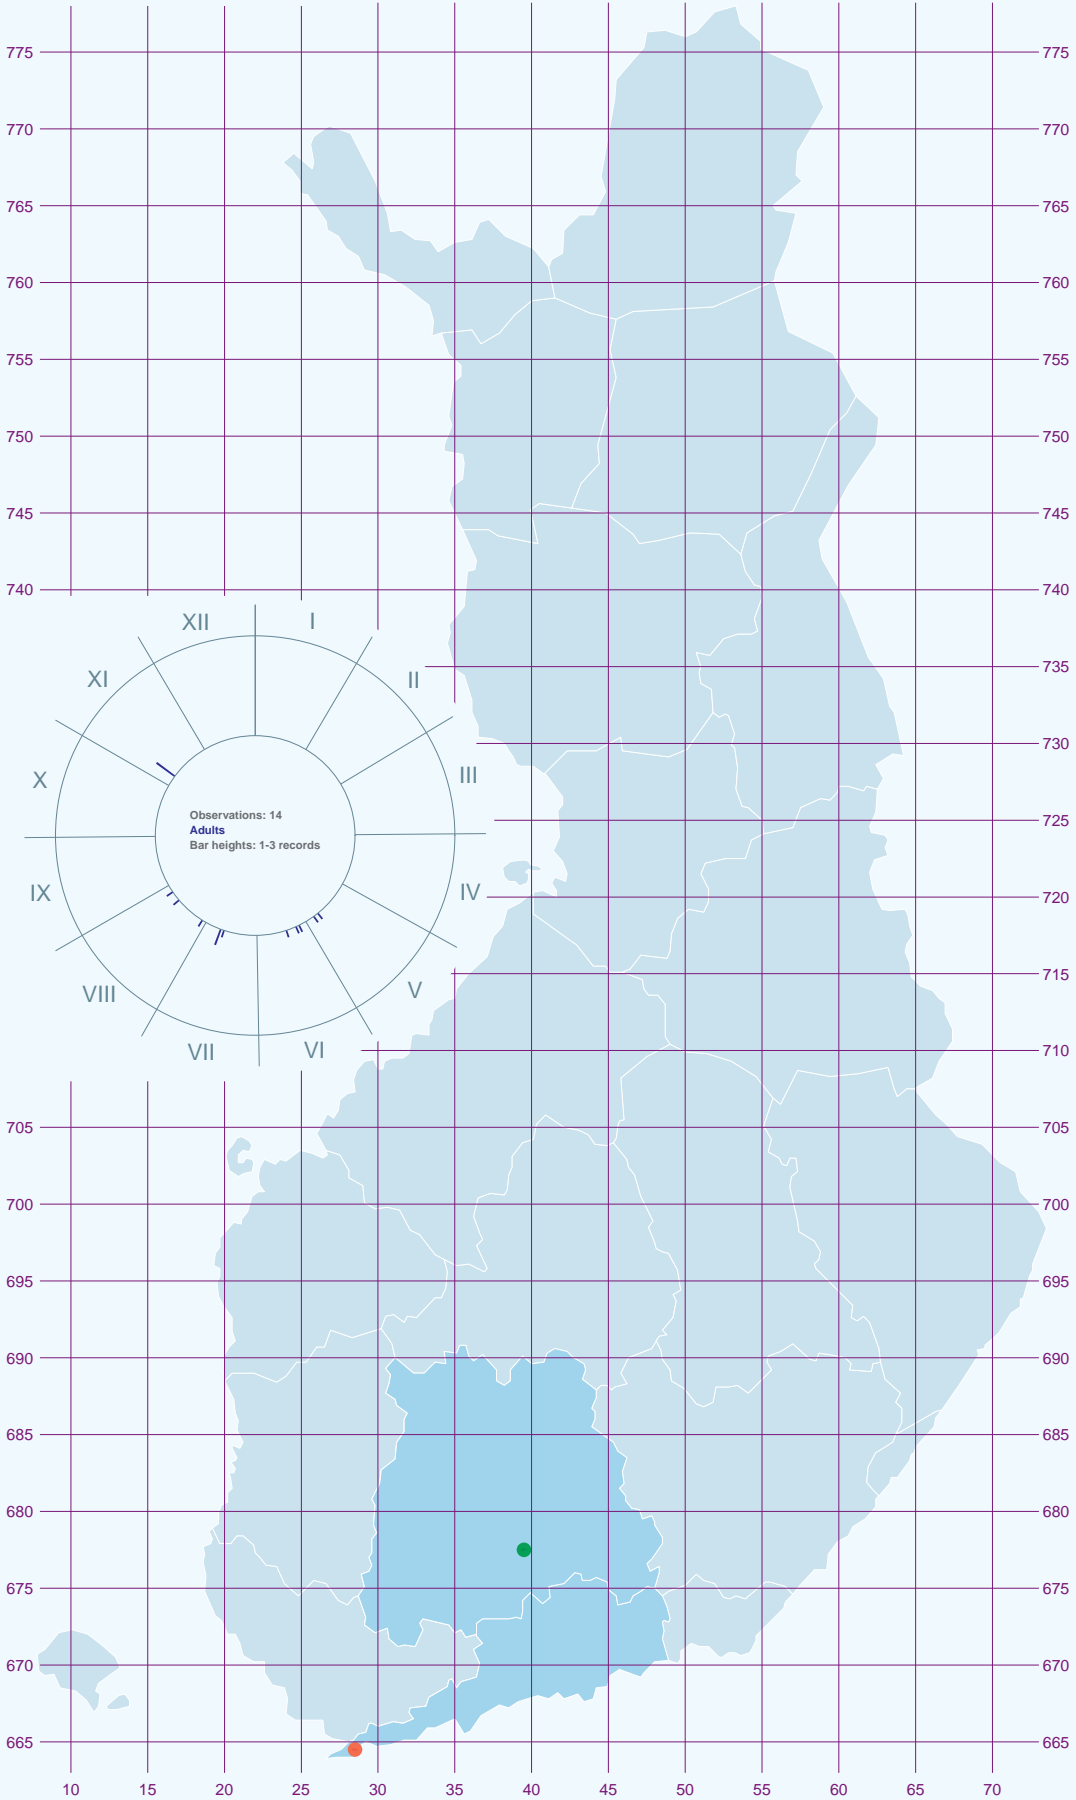 775 775
770 770
765 765
760 760
755 755
750 750
745 745
740 740
XII I
735
XI II
730
X III
Observations: 14
725
Adults
Bar heights: 1-3 records
IX IV
720
715
VIII V
VII VI
710
705 705
700 700
695 695
690 690
685 685
680 680
675 675
670 670
665 665
10 15 20 25 30 35 40 45 50 55 60 65 70